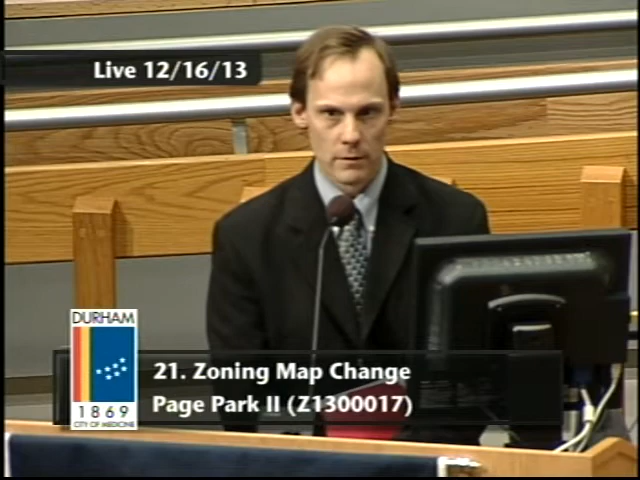 Live 12/16/13
DURHAM
1869
CITY OF MEDICINE
21. Zoning Map Change
Page Park II (Z1300017)